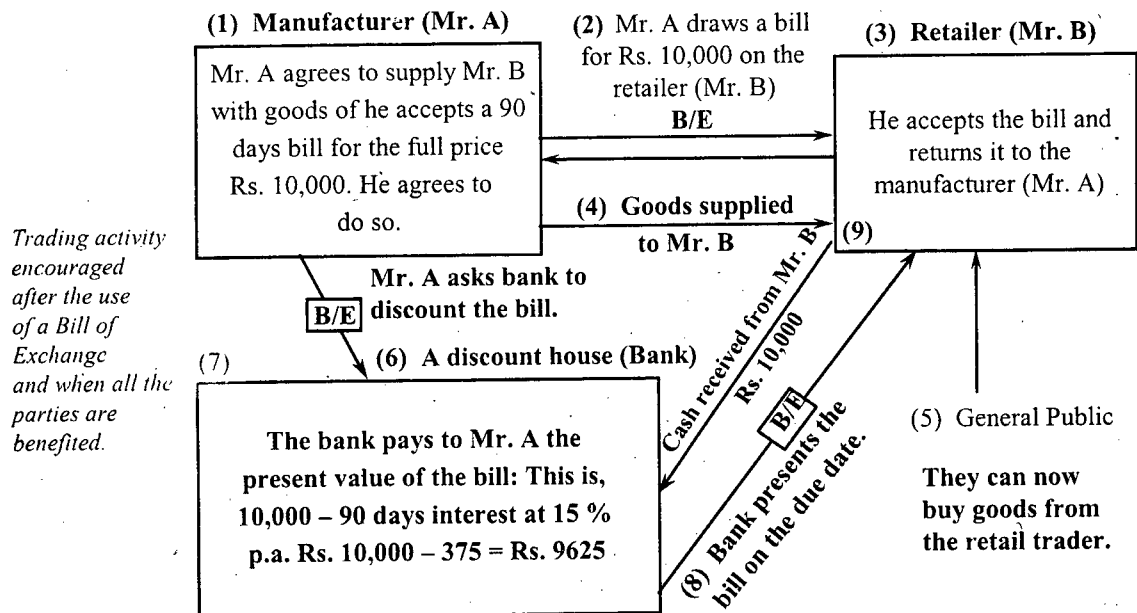 (1) Manufacturer (Mr. A)
Mr. A agrees to supply Mr. B
with goods of he accepts a 90
days bill for the full price
Rs. 10,000. He agrees to
do so.
(2) Mr. A draws a bill
for Rs. 10,000 on the
retailer (Mr. B)
B/E
(3) Retailer (Mr. B)
He accepts the bill and
returns it to the
manufacturer (Mr. A)
(4) Goods supplied
to Mr. B
(9)
Trading activity
encouraged
after the use
of a Bill of
Exchange
and when all the
parties are
benefited.
Mr. A asks bank to
discount the bill.
B/E
(7)
(6) A discount house (Bank)
The bank pays to Mr. A the
present value of the bill: This is,
10,000 – 90 days interest at 15 %
p.a. Rs. 10,000 – 375 = Rs. 9625
Cash received from Mr. B
Rs. 10,000
B/E
(8) Bank presents the
bill on the due date.
(5) General Public
They can now
buy goods from
the retail trader.